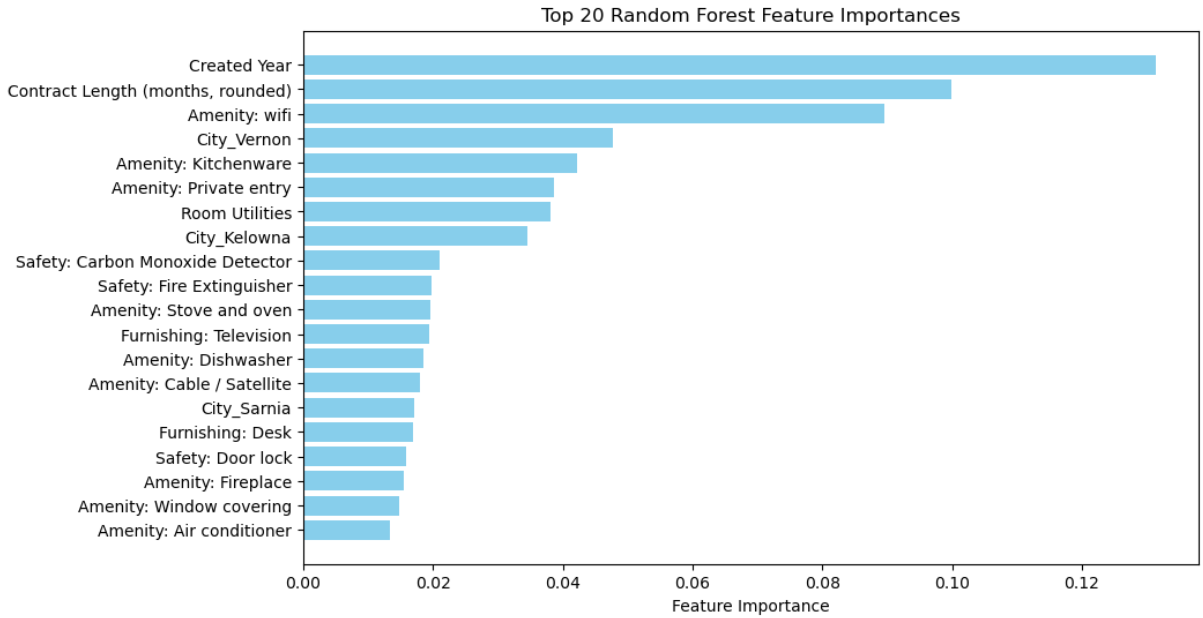 Top 20 Random Forest Feature Importances
Created Year
Contract Length (months, rounded)
Amenity: wifi
City_Vernon
Amenity: Kitchenware
Amenity: Private entry
Room Utilities
City_Kelowna
Safety: Carbon Monoxide Detector
Safety: Fire Extinguisher
Amenity: Stove and oven
Furnishing: Television
Amenity: Dishwasher
Amenity: Cable / Satellite
City_Sarnia
Furnishing: Desk
Safety: Door lock
Amenity: Fireplace
Amenity: Window covering
Amenity: Air conditioner
0.00 0.02 0.04 0.06 0.08 0.10 0.12
Feature Importance